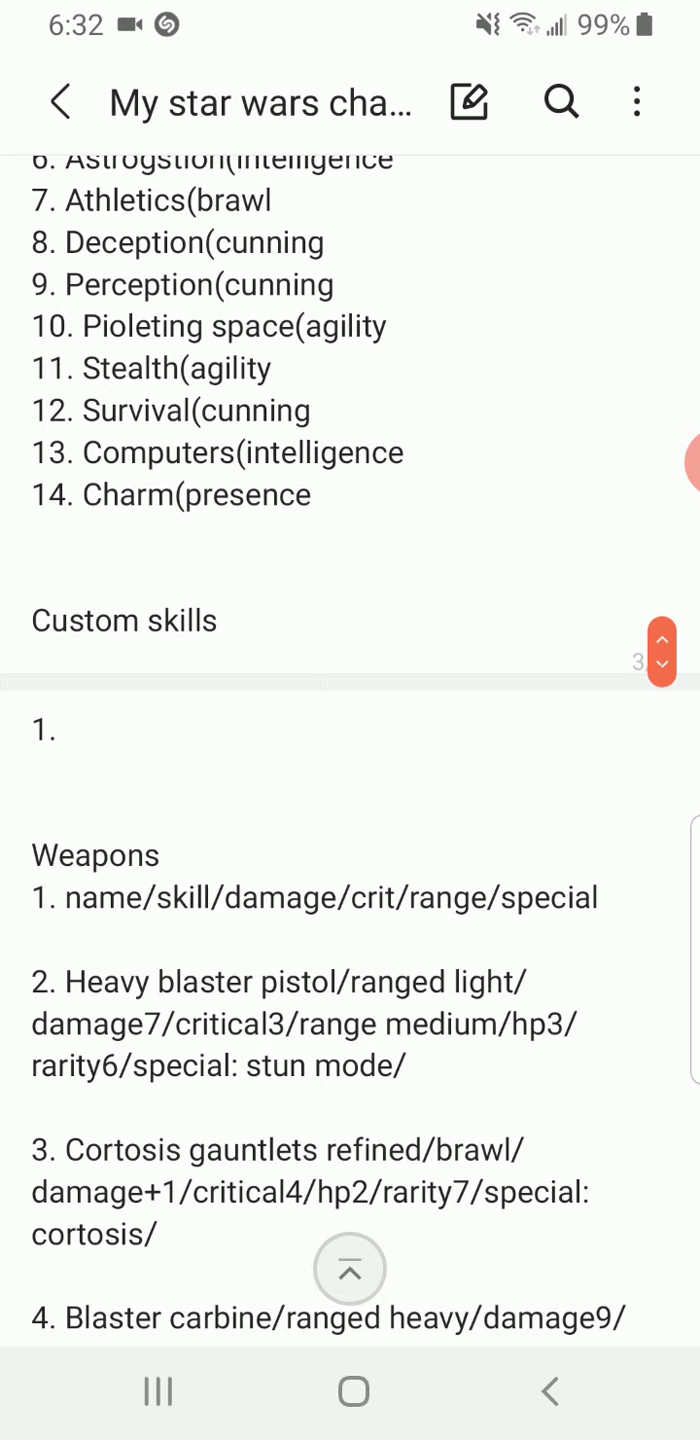 6:32 99%
My star wars cha...
6. Astrogstion(intelligence
7. Athletics(brawl
8. Deception(cunning
9. Perception(cunning
10. Pioleting space(agility
11. Stealth(agility
12. Survival(cunning
13. Computers(intelligence
14. Charm(presence
Custom skills
3
1.
Weapons
1. name/skill/damage/crit/range/special
2. Heavy blaster pistol/ranged light/
damage7/critical3/range medium/hp3/
rarity6/special: stun mode/
3. Cortosis gauntlets refined/brawl/
damage+1/critical4/hp2/rarity7/special:
cortosis/
4. Blaster carbine/ranged heavy/damage9/